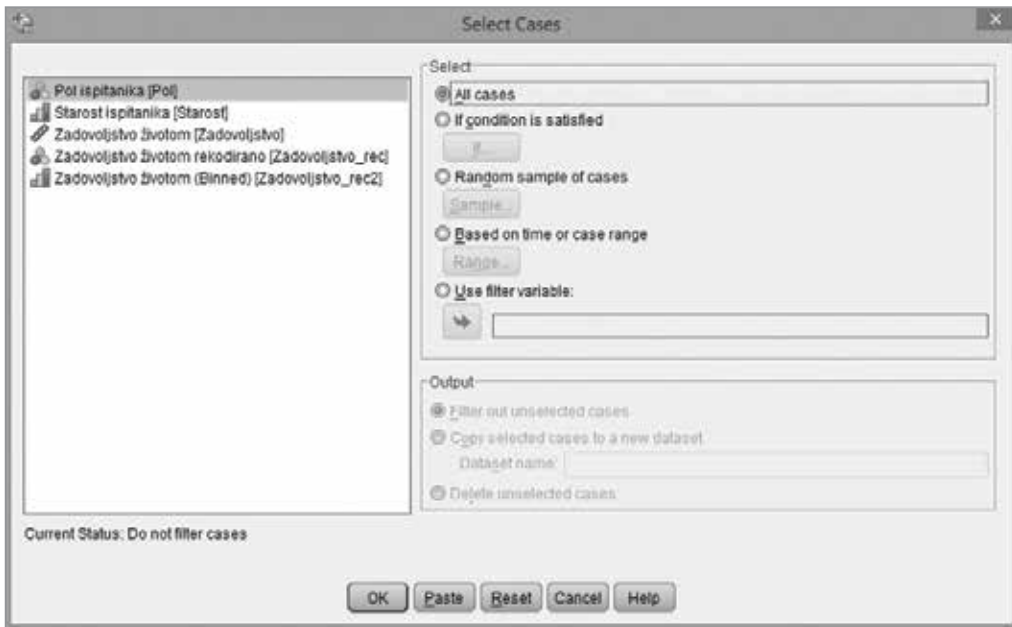 Select Cases
Pol ispitanika [Pol]
Starost ispitanika [Starost]
Zadovoljstvo životom [Zadovoljstvo]
Zadovoljstvo životom rekodirano [Zadovoljstvo_rec]
Zadovoljstvo životom (Binned) [Zadovoljstvo_rec2]
Current Status: Do not filter cases
Select
All cases
If condition is satisfied
If...
Random sample of cases
Sample...
Based on time or case range
Range...
Use filter variable:
Output
Filter out unselected cases
Copy selected cases to a new dataset
Dataset name:
Delete unselected cases
OK
Paste
Reset
Cancel
Help